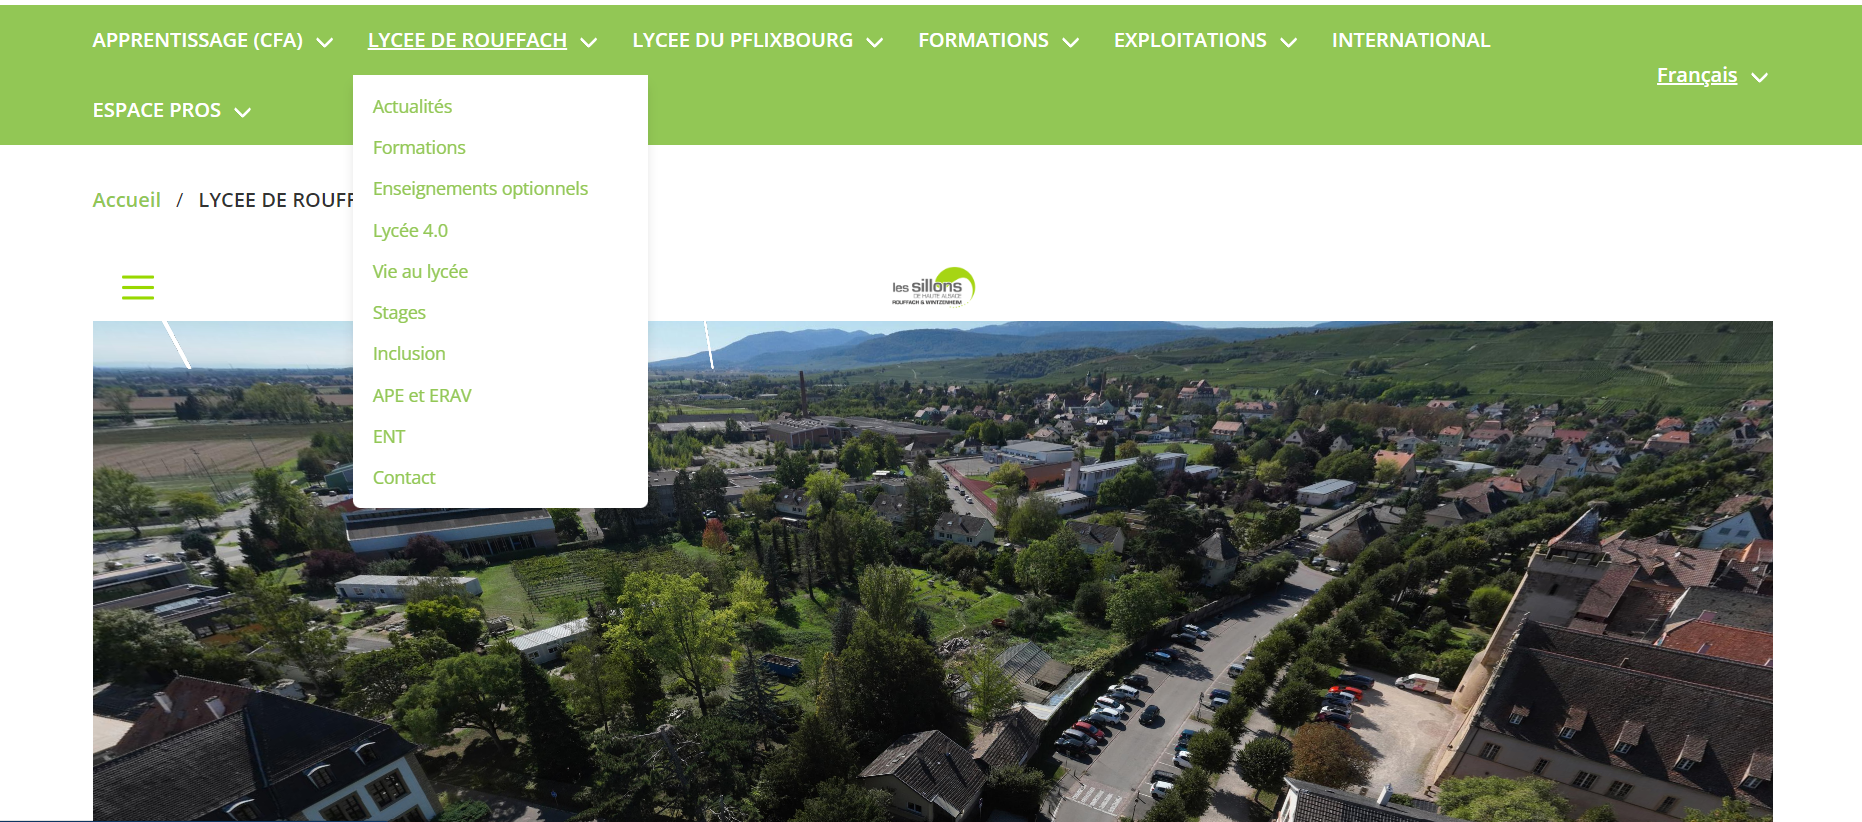 APPRENTISSAGE (CFA)
LYCEE DE ROUFFACH
LYCEE DU PFLIXBOURG
FORMATIONS
EXPLOITATIONS
INTERNATIONAL
Français
ESPACE PROS
Actualités
Formations
Enseignements optionnels
Lycée 4.0
Vie au lycée
Stages
Inclusion
APE et ERAV
ENT
Contact
Accueil / LYCEE DE ROUFF
les sillons
DE HAUTE ALSACE
ROUFFACH & WINTZENHEIM